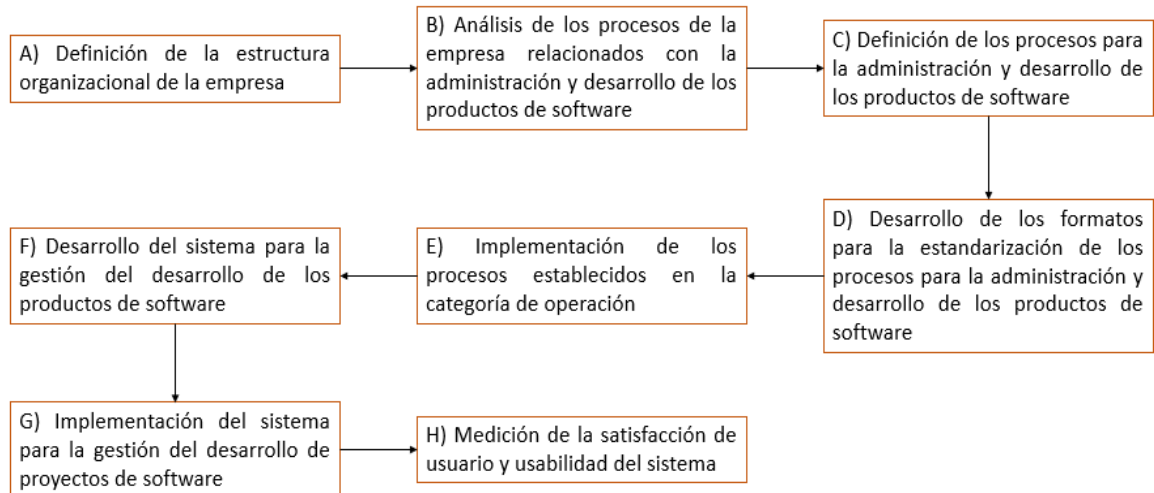 A) Definición de la estructura
organizacional de la empresa
B) Análisis de los procesos de la
empresa relacionados con la
administración y desarrollo de los
productos de software
C) Definición de los procesos para
la administración y desarrollo de
los productos de software
D) Desarrollo de los formatos
para la estandarización de los
procesos para la administración y
desarrollo de los productos de
software
E) Implementación de los
procesos establecidos en la
categoría de operación
F) Desarrollo del sistema para la
gestión del desarrollo de los
productos de software
G) Implementación del sistema
para la gestión del desarrollo de
proyectos de software
H) Medición de la satisfacción de
usuario y usabilidad del sistema